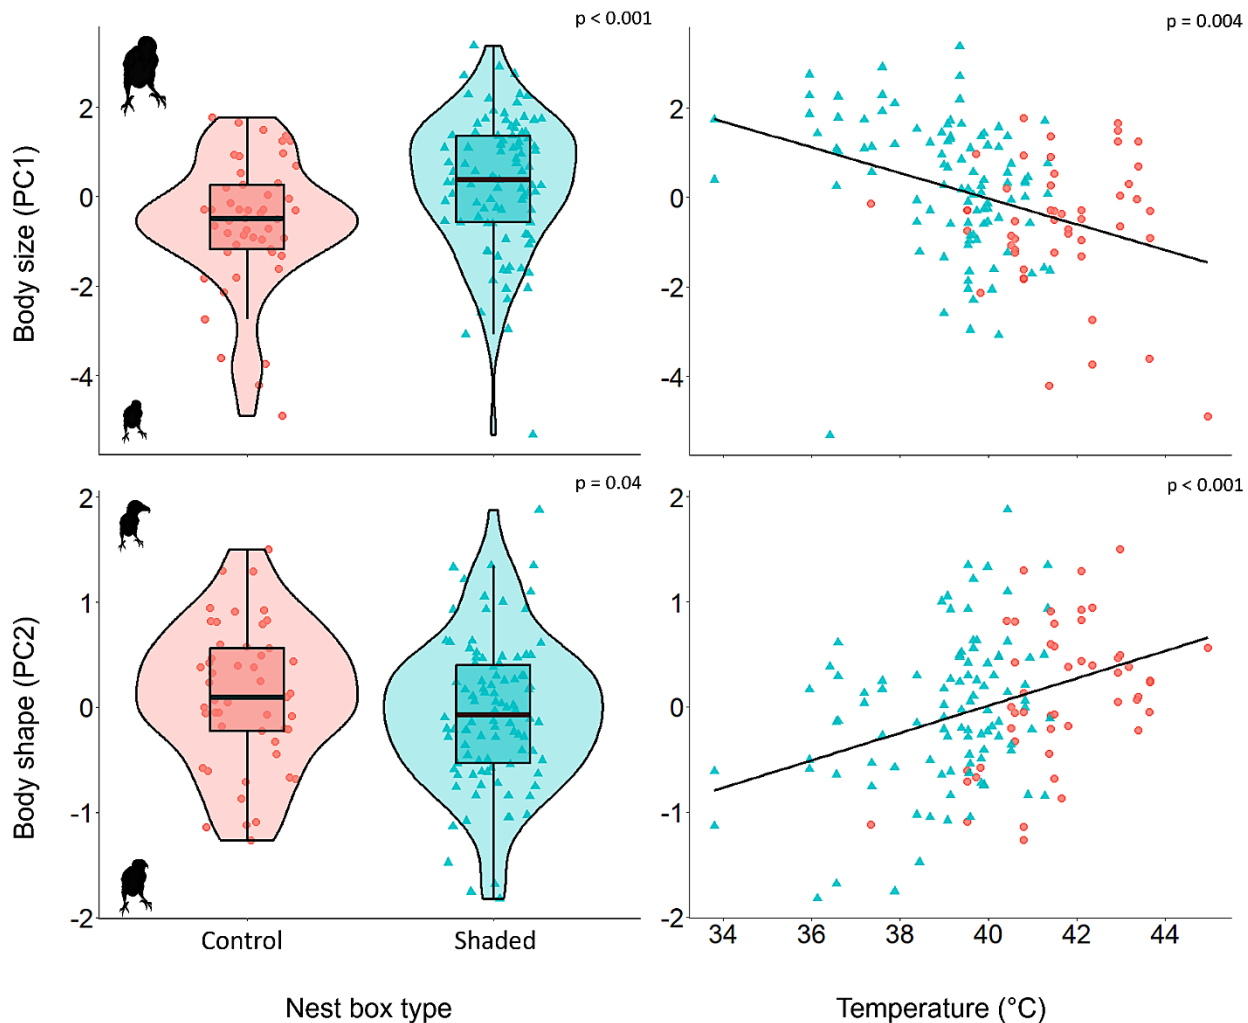 p < 0.001
p = 0.004
Body size (PC1)
2
0
-2
-4
2
0
-2
-4
p = 0.04
p < 0.001
Body shape (PC2)
2
1
0
-1
-2
2
1
0
-1
-2
Control
Shaded
34
36
38
40
42
44
Nest box type
Temperature (°C)